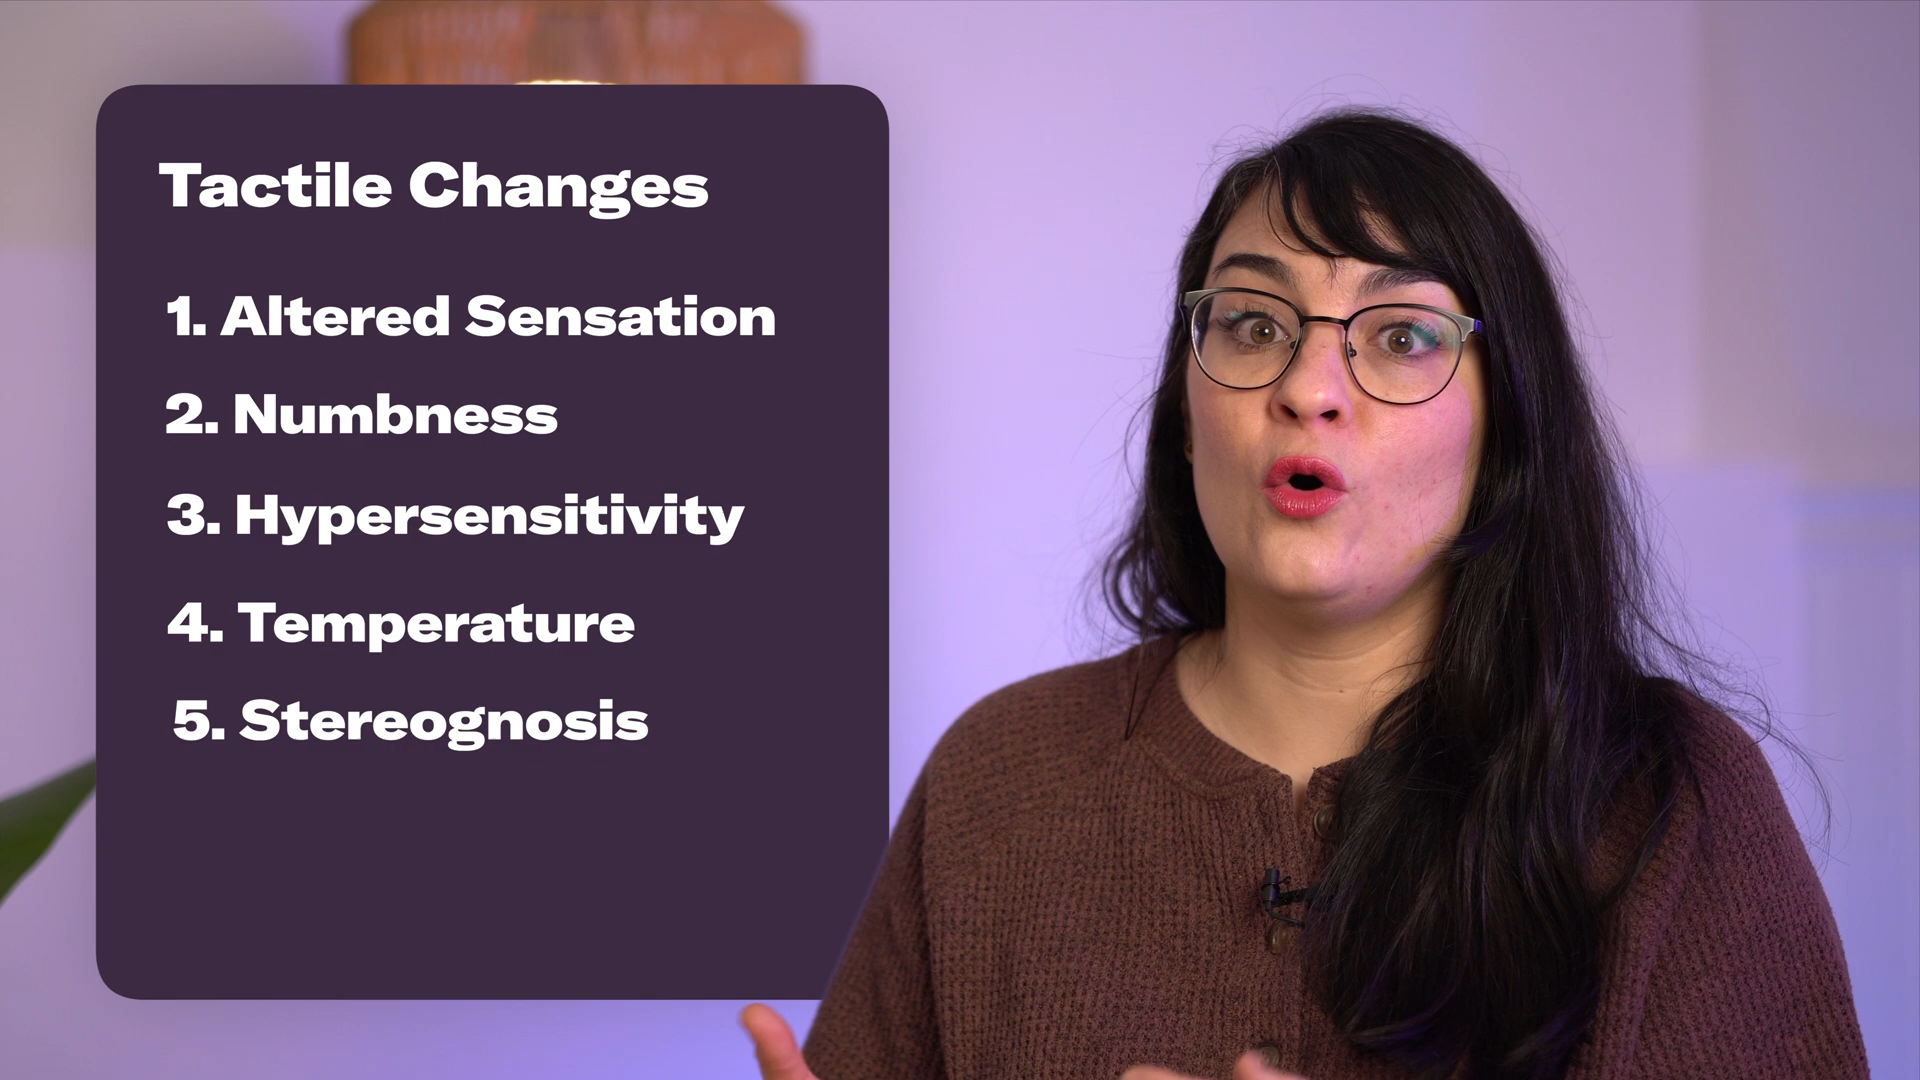 Tactile Changes
1. Altered Sensation
2. Numbness
3. Hypersensitivity
4. Temperature
5. Stereognosis